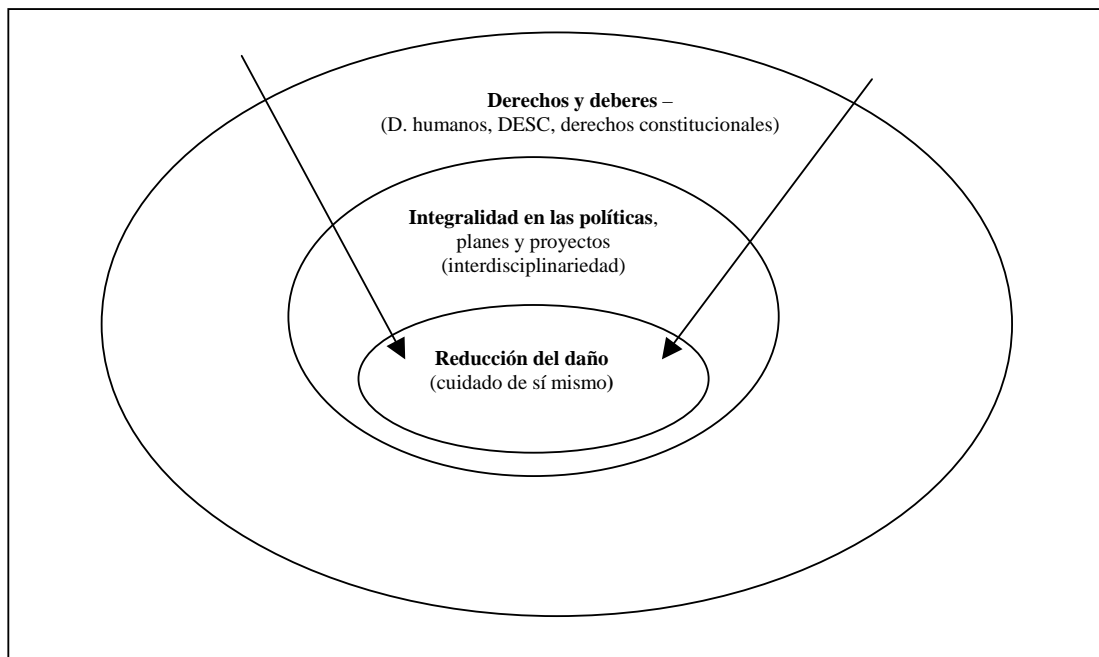 Derechos y deberes –
(D. humanos, DESC, derechos constitucionales)
Integralidad en las políticas,
planes y proyectos
(interdisciplinariedad)
Reducción del daño
(cuidado de sí mismo)